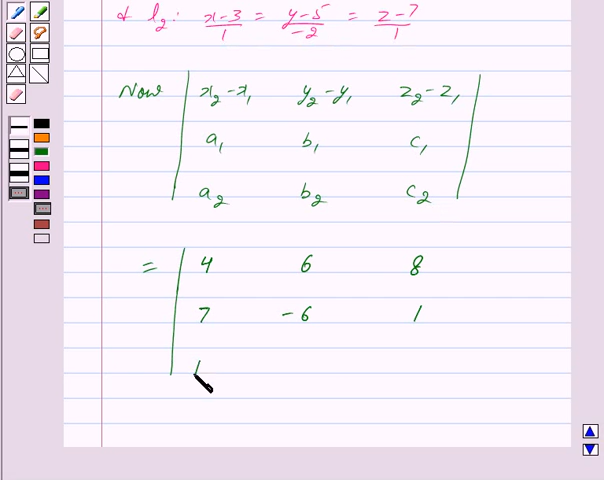 & l₂: x-3/1 = y-5/-2 = z-7/1
Now | x₂-x₁ y₂-y₁ z₂-z₁ |
a₁ b₁ c₁
a₂ b₂ c₂
= | 4 6 8
7 -6 1
1